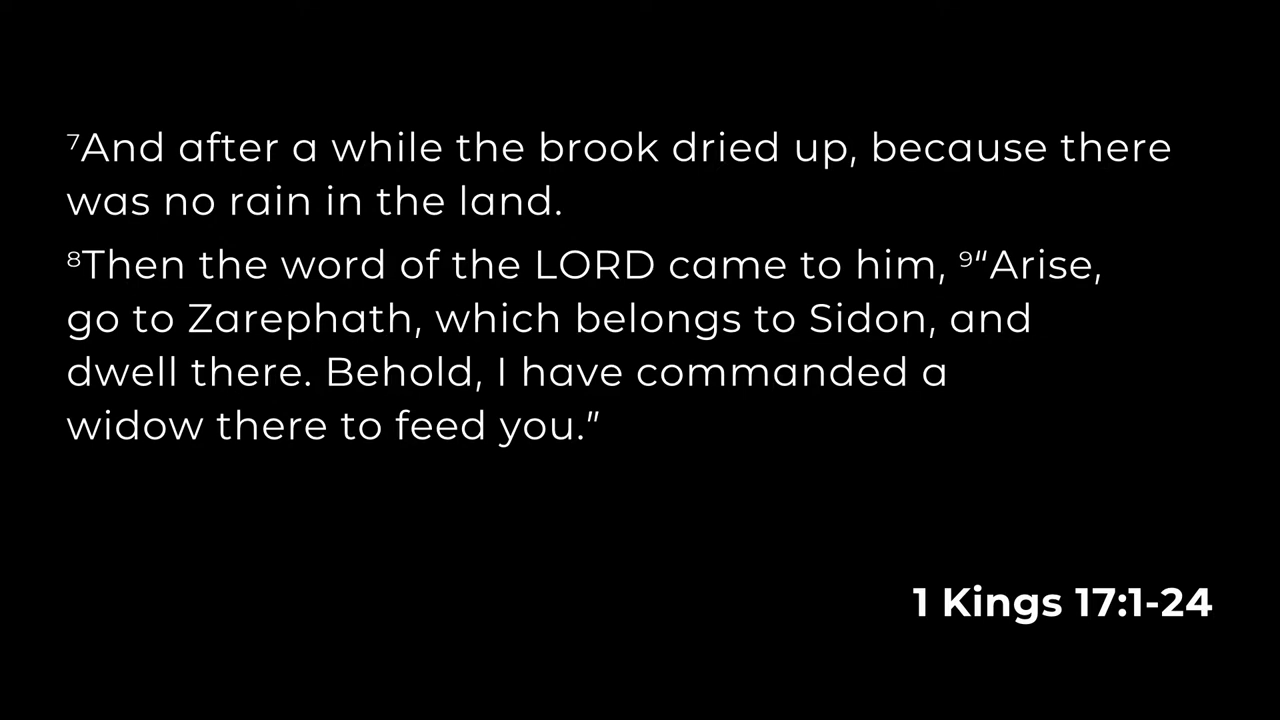 ⁷And after a while the brook dried up, because there
was no rain in the land.
⁸Then the word of the LORD came to him, ⁹“Arise,
go to Zarephath, which belongs to Sidon, and
dwell there. Behold, I have commanded a
widow there to feed you.”
1 Kings 17:1-24